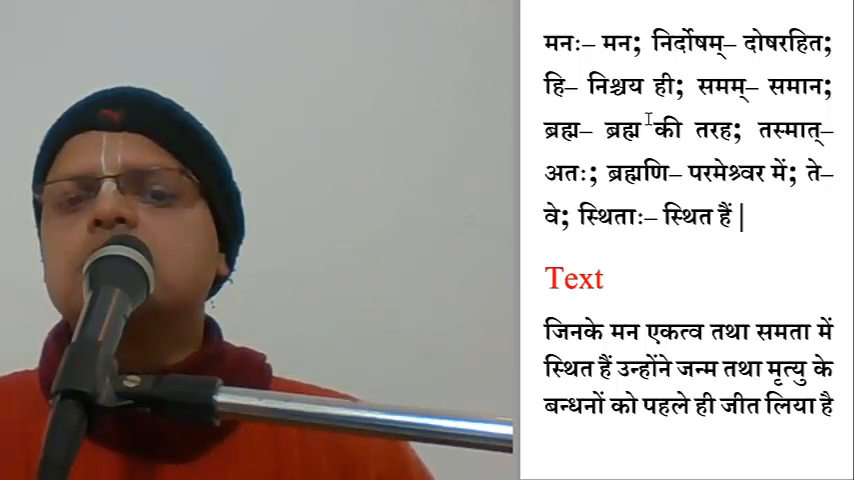 मनः– मन; निर्दोषम्– दोषरहित;
हि– निश्चय ही; समम्– समान;
ब्रह्म– ब्रह्म की तरह; तस्मात्–
अतः; ब्रह्मणि– परमेश्र्वर में; ते–
वे; स्थिताः– स्थित हैं |
Text
जिनके मन एकत्व तथा समता में
स्थित हैं उन्होंने जन्म तथा मृत्यु के
बन्धनों को पहले ही जीत लिया है